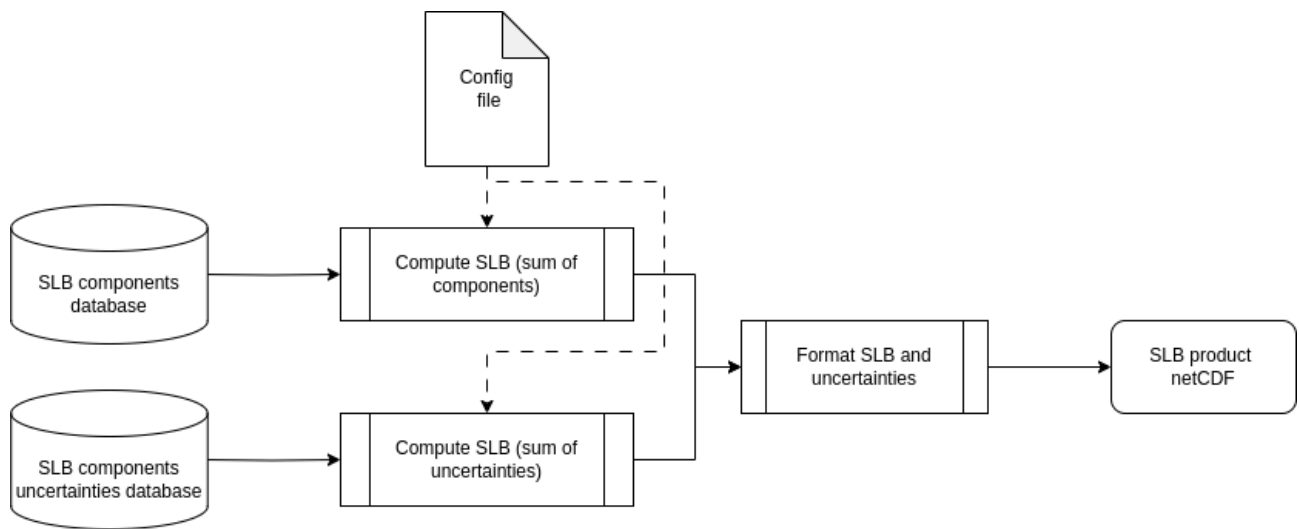 Config
file
SLB components
database
Compute SLB (sum of
components)
Format SLB and
uncertainties
SLB product
netCDF
SLB components
uncertainties database
Compute SLB (sum of
uncertainties)